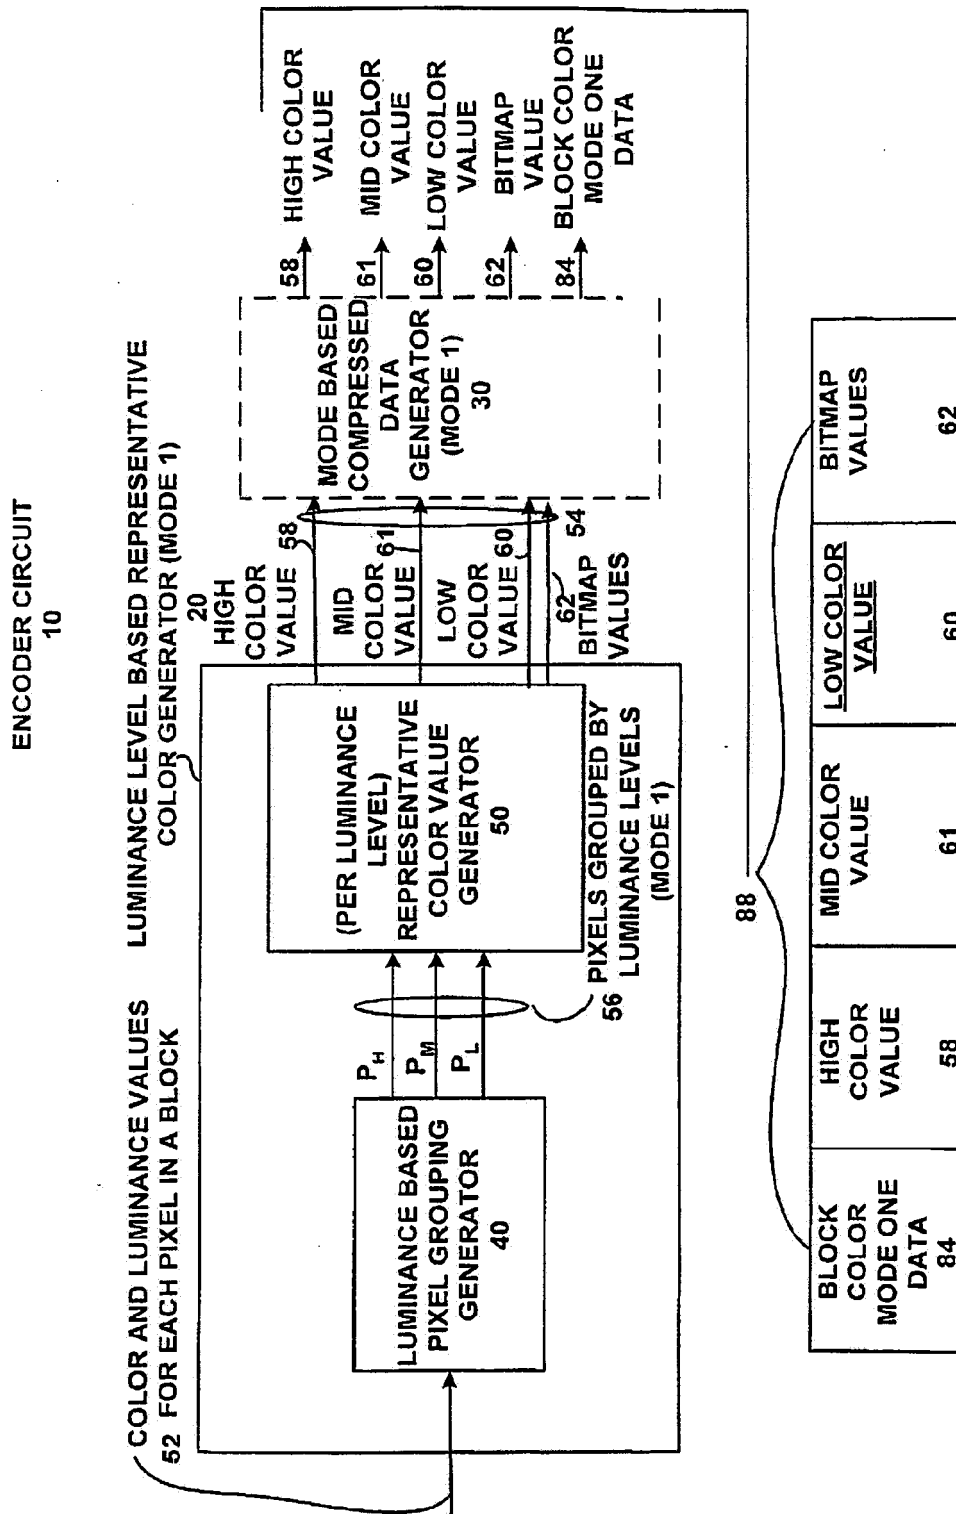 ENCODER CIRCUIT
10
COLOR AND LUMINANCE VALUES
52 FOR EACH PIXEL IN A BLOCK
LUMINANCE LEVEL BASED REPRESENTATIVE
COLOR GENERATOR (MODE 1)
20
LUMINANCE BASED
PIXEL GROUPING
GENERATOR
40
PH
PM
PL
56
PIXELS GROUPED BY
LUMINANCE LEVELS
(MODE 1)
(PER LUMINANCE
LEVEL)
REPRESENTATIVE
COLOR VALUE
GENERATOR
50
HIGH
COLOR
VALUE
58
MID
COLOR
VALUE
61
LOW
COLOR
VALUE
60
62
BITMAP
VALUES
54
MODE BASED
COMPRESSED
DATA
GENERATOR
(MODE 1)
30
58
HIGH COLOR
VALUE
61
MID COLOR
VALUE
60
LOW COLOR
VALUE
62
BITMAP
VALUE
84
BLOCK COLOR
MODE ONE
DATA
88
BLOCK
COLOR
MODE ONE
DATA
84
HIGH
COLOR
VALUE
58
MID COLOR
VALUE
61
LOW COLOR
VALUE
60
BITMAP
VALUES
62